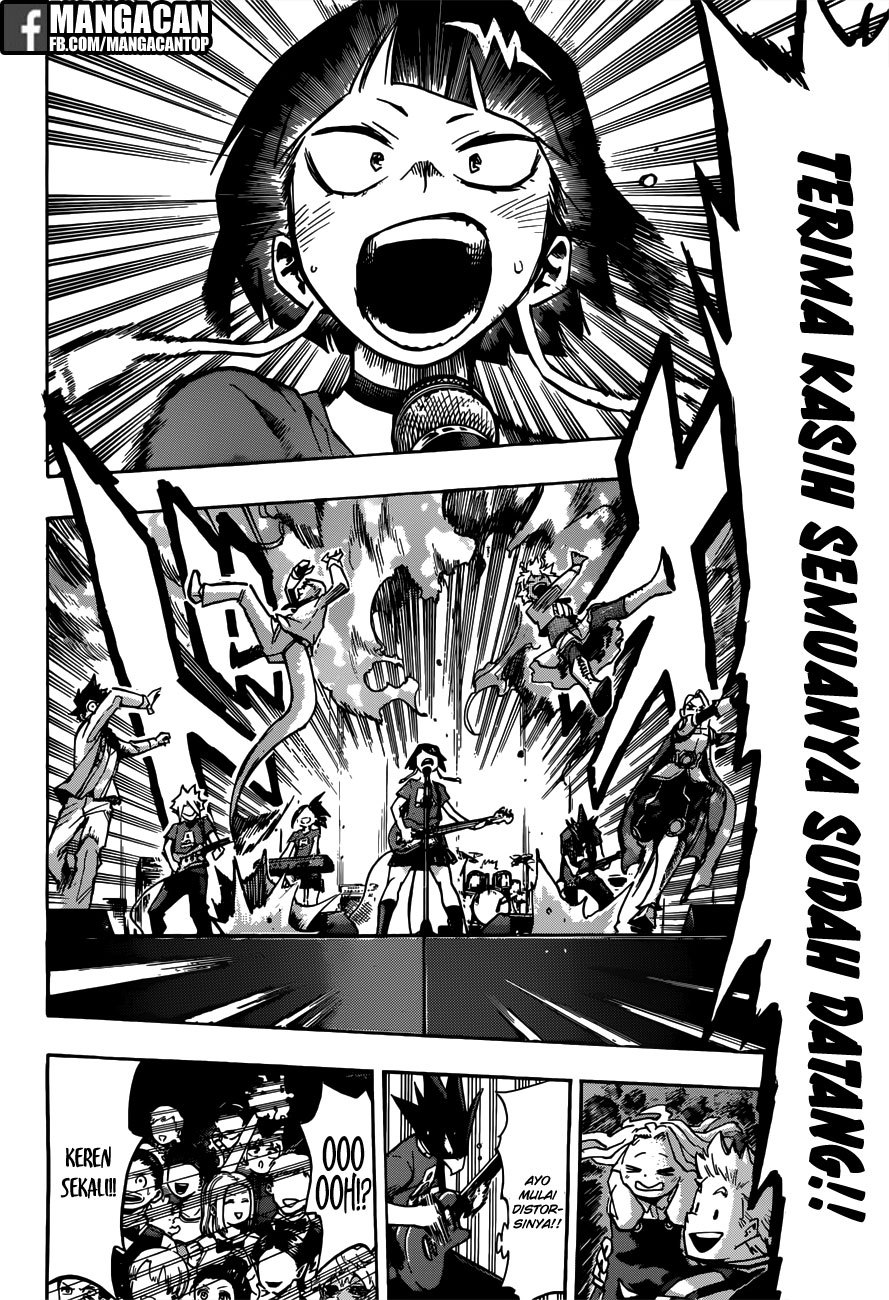 MANGACAN
FB.COM/MANGACANTOP
TERIMA KASIH SEMUANYA SUDAH DATANG!!
A
A
A
AYO
MULAI
DISTOR-
SINYA!!
OOO
OOH!?
KEREN
SEKALI!!